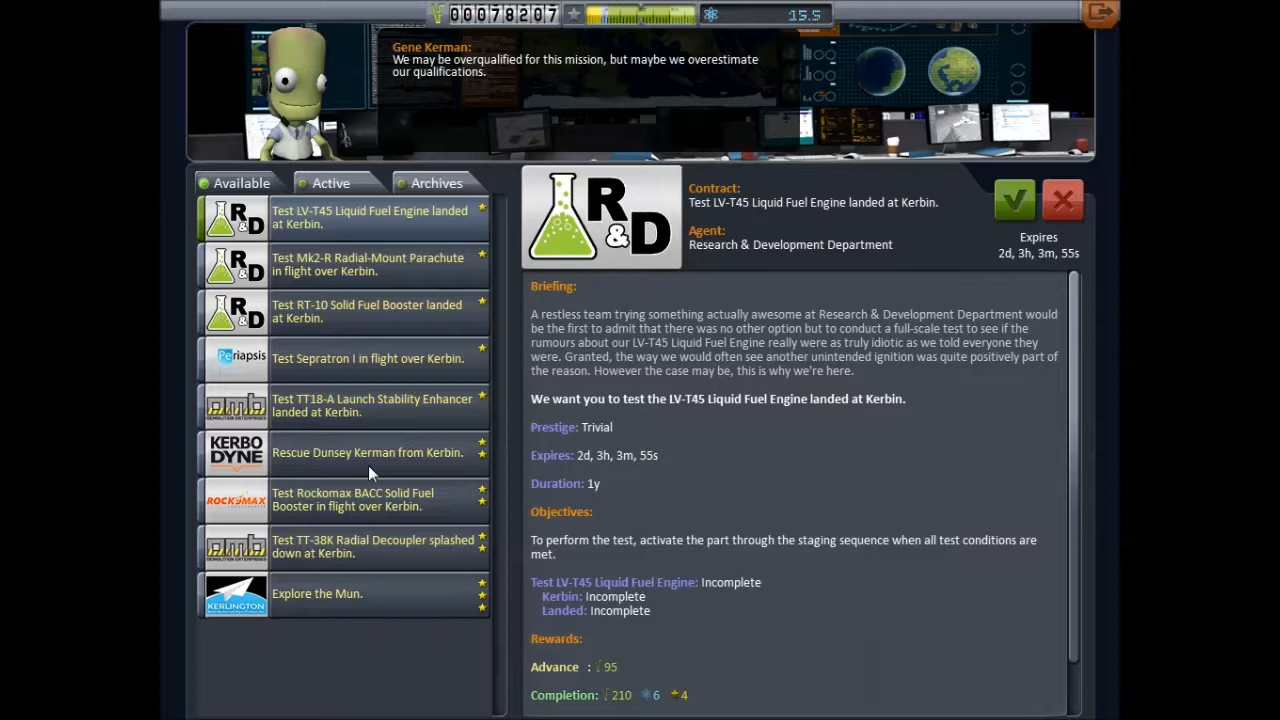 00078207
15.5
Gene Kerman:
We may be overqualified for this mission, but maybe we overestimate
our qualifications.
Available
Active
Archives
R&D
Test LV-T45 Liquid Fuel Engine landed
at Kerbin.
R&D
Test Mk2-R Radial-Mount Parachute
in flight over Kerbin.
R&D
Test RT-10 Solid Fuel Booster landed
at Kerbin.
Periapsis
Test Sepratron I in flight over Kerbin.
Test TT18-A Launch Stability Enhancer
landed at Kerbin.
KERBO
DYNE
Rescue Dunsey Kerman from Kerbin.
ROCKOMAX
Test Rockomax BACC Solid Fuel
Booster in flight over Kerbin.
Test TT-38K Radial Decoupler splashed
down at Kerbin.
KERLINGTON
Explore the Mun.
R&D
Contract:
Test LV-T45 Liquid Fuel Engine landed at Kerbin.
Agent:
Research & Development Department
Expires
2d, 3h, 3m, 55s
Briefing:
A restless team trying something actually awesome at Research & Development Department would
be the first to admit that there was no other option but to conduct a full-scale test to see if the
rumours about our LV-T45 Liquid Fuel Engine really were as truly idiotic as we told everyone they
were. Granted, the way we would often see another unintended ignition was quite positively part of
the reason. However the case may be, this is why we're here.
We want you to test the LV-T45 Liquid Fuel Engine landed at Kerbin.
Prestige: Trivial
Expires: 2d, 3h, 3m, 55s
Duration: 1y
Objectives:
To perform the test, activate the part through the staging sequence when all test conditions are
met.
Test LV-T45 Liquid Fuel Engine: Incomplete
Kerbin: Incomplete
Landed: Incomplete
Rewards:
Advance : 95
Completion: 210 6 4